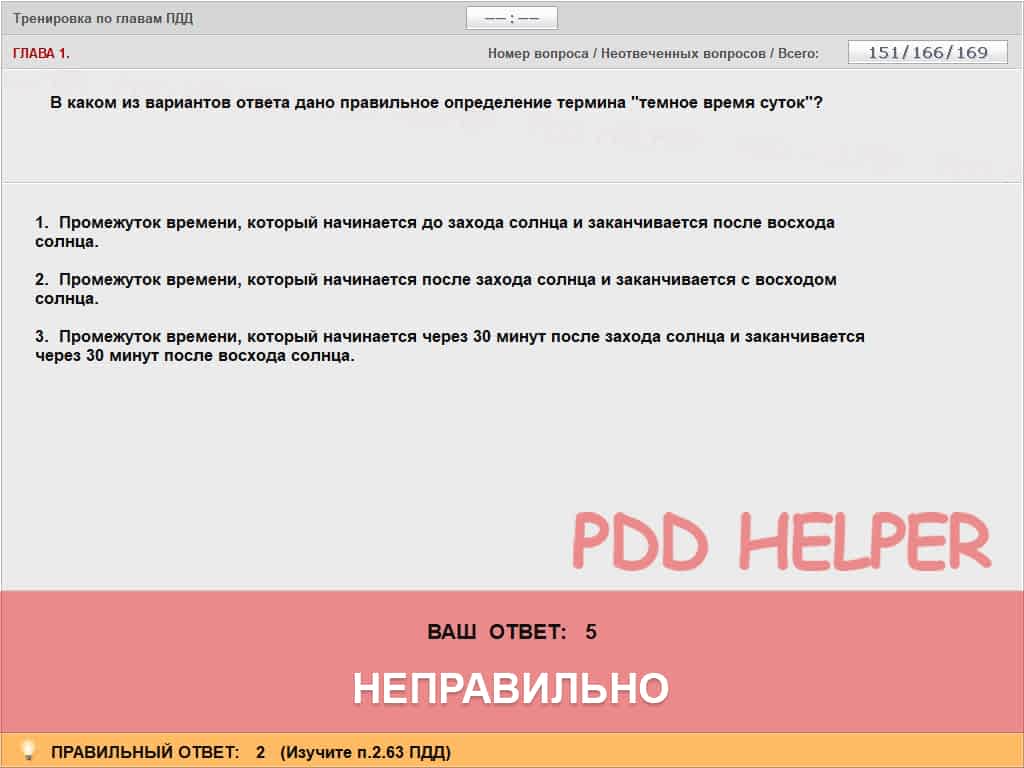 Тренировка по главам ПДД
–– : ––
ГЛАВА 1.
Номер вопроса / Неотвеченных вопросов / Всего:
151/166/169
В каком из вариантов ответа дано правильное определение термина "темное время суток"?
1. Промежуток времени, который начинается до захода солнца и заканчивается после восхода
солнца.
2. Промежуток времени, который начинается после захода солнца и заканчивается с восходом
солнца.
3. Промежуток времени, который начинается через 30 минут после захода солнца и заканчивается
через 30 минут после восхода солнца.
PDD HELPER
ВАШ ОТВЕТ: 5
НЕПРАВИЛЬНО
ПРАВИЛЬНЫЙ ОТВЕТ: 2 (Изучите п.2.63 ПДД)